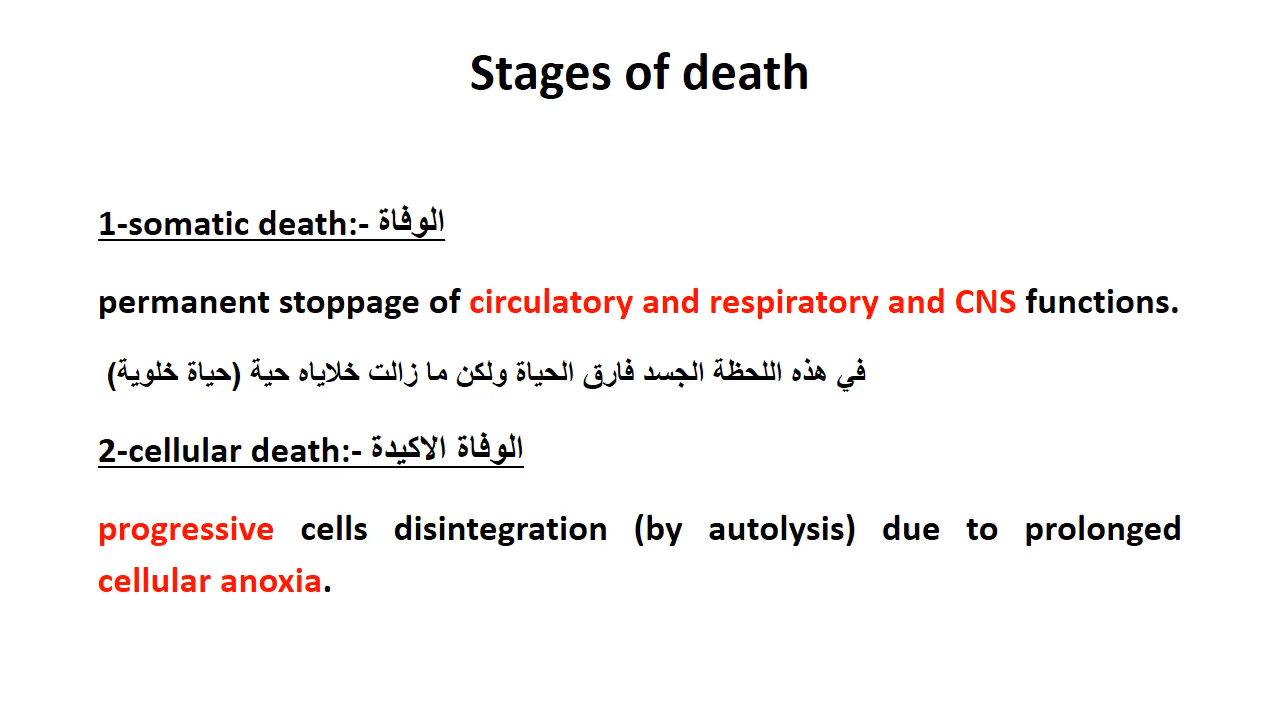 Stages of death
1-somatic death:- الوفاة
permanent stoppage of circulatory and respiratory and CNS functions.
في هذه اللحظة الجسد فارق الحياة ولكن ما زالت خلاياه حية (حياة خلوية)
2-cellular death:- الوفاة الاكيدة
progressive cells disintegration (by autolysis) due to prolonged
cellular anoxia.